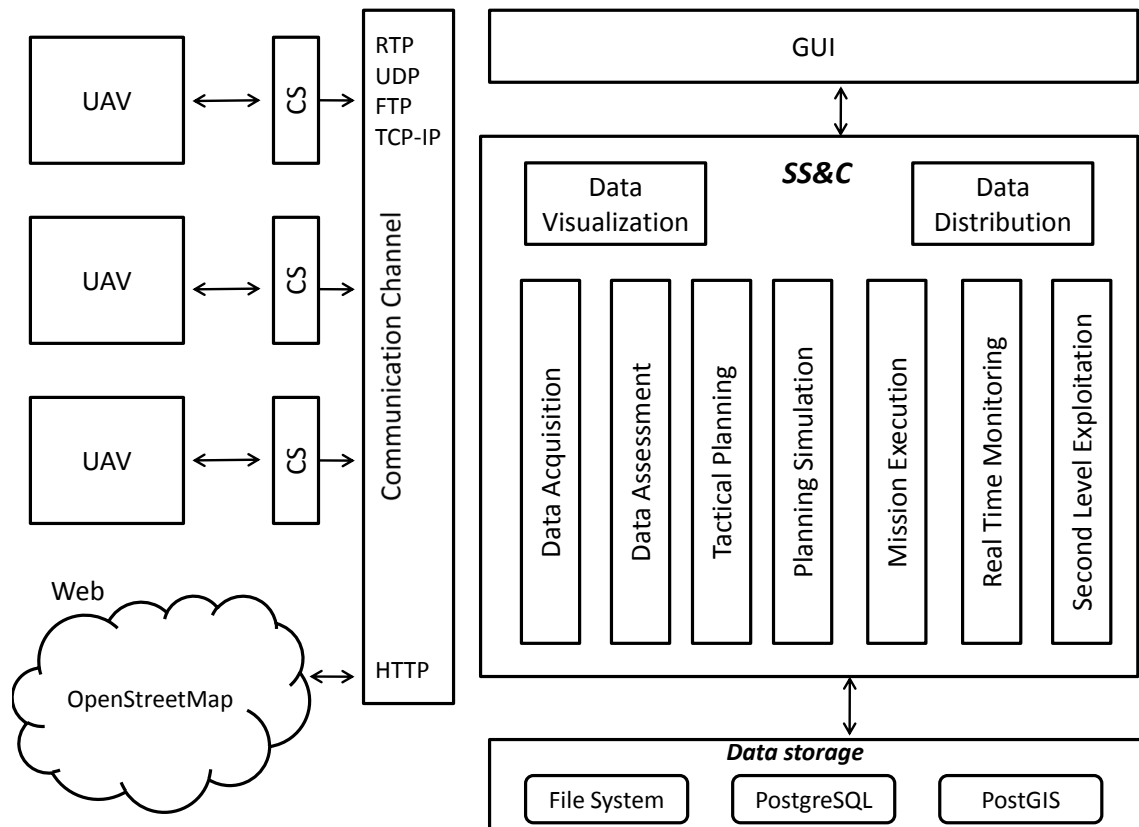 UAV
CS
UAV
CS
UAV
CS
Web
OpenStreetMap
RTP
UDP
FTP
TCP-IP
Communication Channel
HTTP
GUI
SS&C
Data
Visualization
Data
Distribution
Data Acquisition
Data Assessment
Tactical Planning
Planning Simulation
Mission Execution
Real Time Monitoring
Second Level Exploitation
Data storage
File System
PostgreSQL
PostGIS